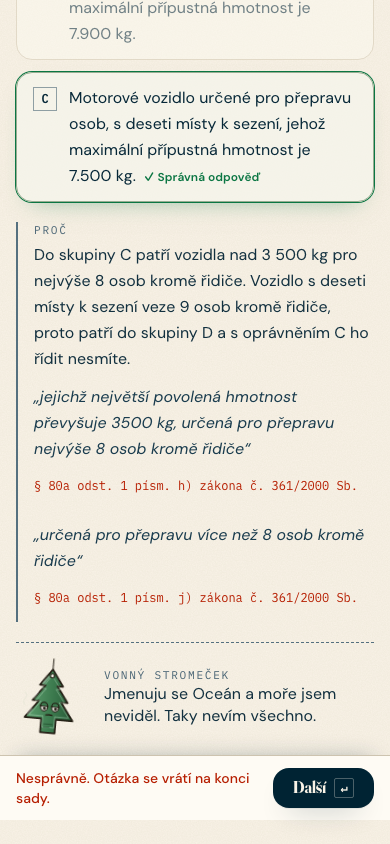 maximální přípustná hmotnost je
7.900 kg.
C
Motorové vozidlo určené pro přepravu
osob, s deseti místy k sezení, jehož
maximální přípustná hmotnost je
7.500 kg. ✓ Správná odpověď
PROČ
Do skupiny C patří vozidla nad 3 500 kg pro
nejvýše 8 osob kromě řidiče. Vozidlo s deseti
místy k sezení veze 9 osob kromě řidiče,
proto patří do skupiny D a s oprávněním C ho
řídit nesmíte.
„jejichž největší povolená hmotnost
převyšuje 3500 kg, určená pro přepravu
nejvýše 8 osob kromě řidiče“
§ 80a odst. 1 písm. h) zákona č. 361/2000 Sb.
„určená pro přepravu více než 8 osob kromě
řidiče“
§ 80a odst. 1 písm. j) zákona č. 361/2000 Sb.
VONNÝ STROMEČEK
Jmenuju se Oceán a moře jsem
neviděl. Taky nevím všechno.
Nesprávně. Otázka se vrátí na konci
sady.
Další ↵